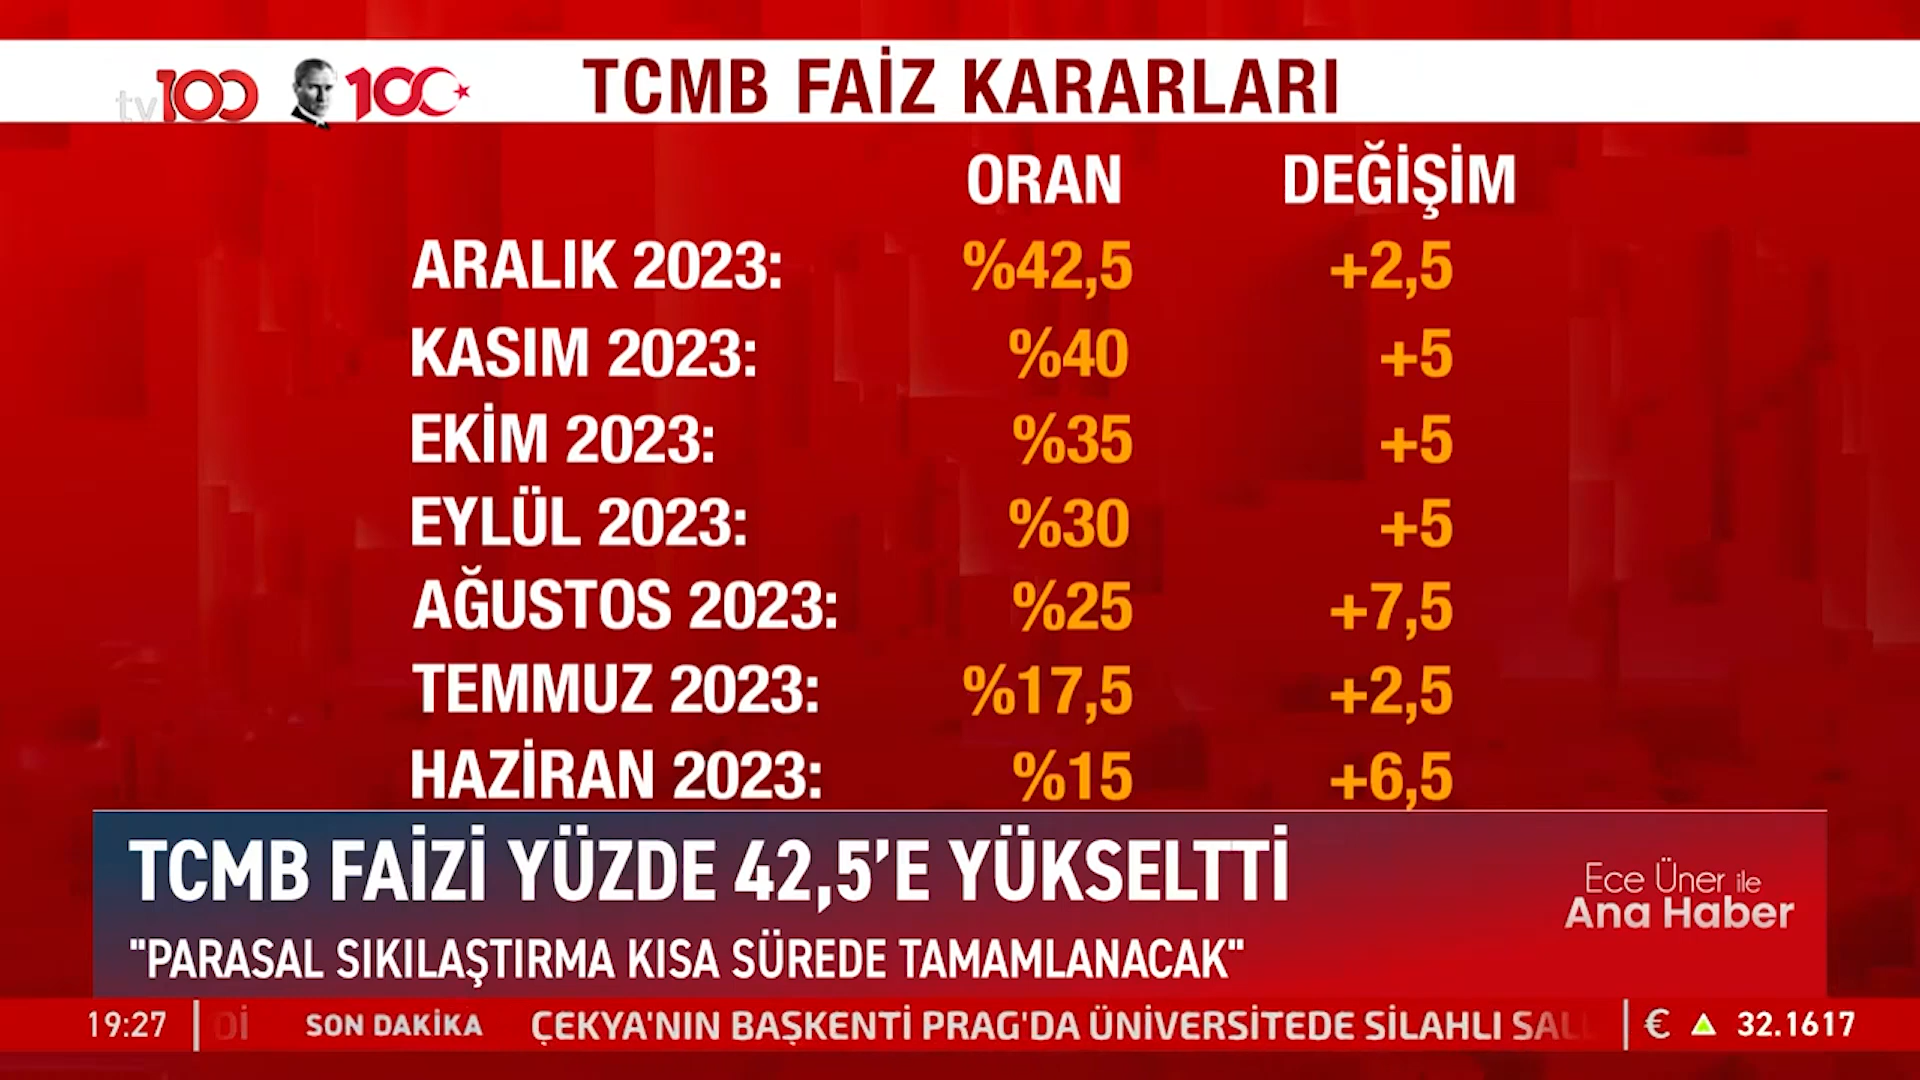 tv100
100
TCMB FAİZ KARARLARI
ORAN DEĞİŞİM
ARALIK 2023: %42,5 +2,5
KASIM 2023: %40 +5
EKİM 2023: %35 +5
EYLÜL 2023: %30 +5
AĞUSTOS 2023: %25 +7,5
TEMMUZ 2023: %17,5 +2,5
HAZİRAN 2023: %15 +6,5
TCMB FAİZİ YÜZDE 42,5'E YÜKSELTTİ
"PARASAL SIKILAŞTIRMA KISA SÜREDE TAMAMLANACAK"
Ece Üner ile
Ana Haber
19:27 Dİ SON DAKİKA ÇEKYA'NIN BAŞKENTİ PRAG'DA ÜNİVERSİTEDE SİLAHLI SAL € 32.1617